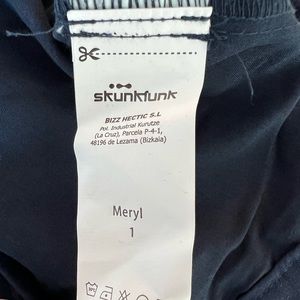 skunkfunk
BIZZ HECTIC S.L
Pol. Industrial Kurutze
(La Cruz), Parcela P-4-1,
48196 de Lezama (Bizkaia)
Meryl
1